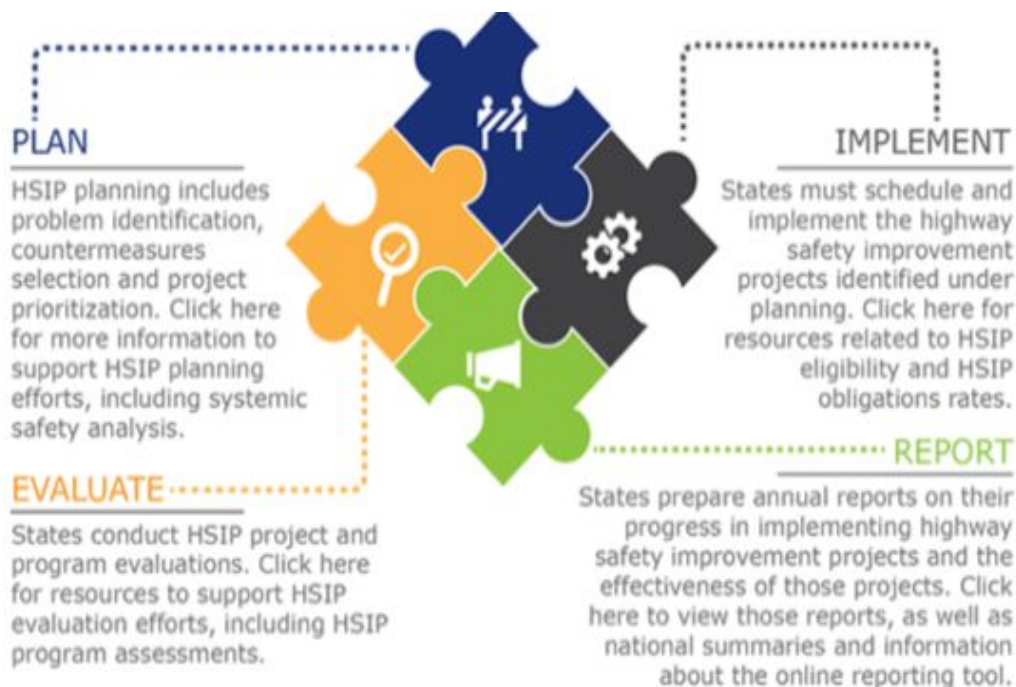 PLAN
HSIP planning includes
problem identification,
countermeasures
selection and project
prioritization. Click here
for more information to
support HSIP planning
efforts, including systemic
safety analysis.
IMPLEMENT
States must schedule and
implement the highway
safety improvement
projects identified under
planning. Click here for
resources related to HSIP
eligibility and HSIP
obligations rates.
EVALUATE
States conduct HSIP project and
program evaluations. Click here
for resources to support HSIP
evaluation efforts, including HSIP
program assessments.
REPORT
States prepare annual reports on their
progress in implementing highway
safety improvement projects and the
effectiveness of those projects. Click
here to view those reports, as well as
national summaries and information
about the online reporting tool.